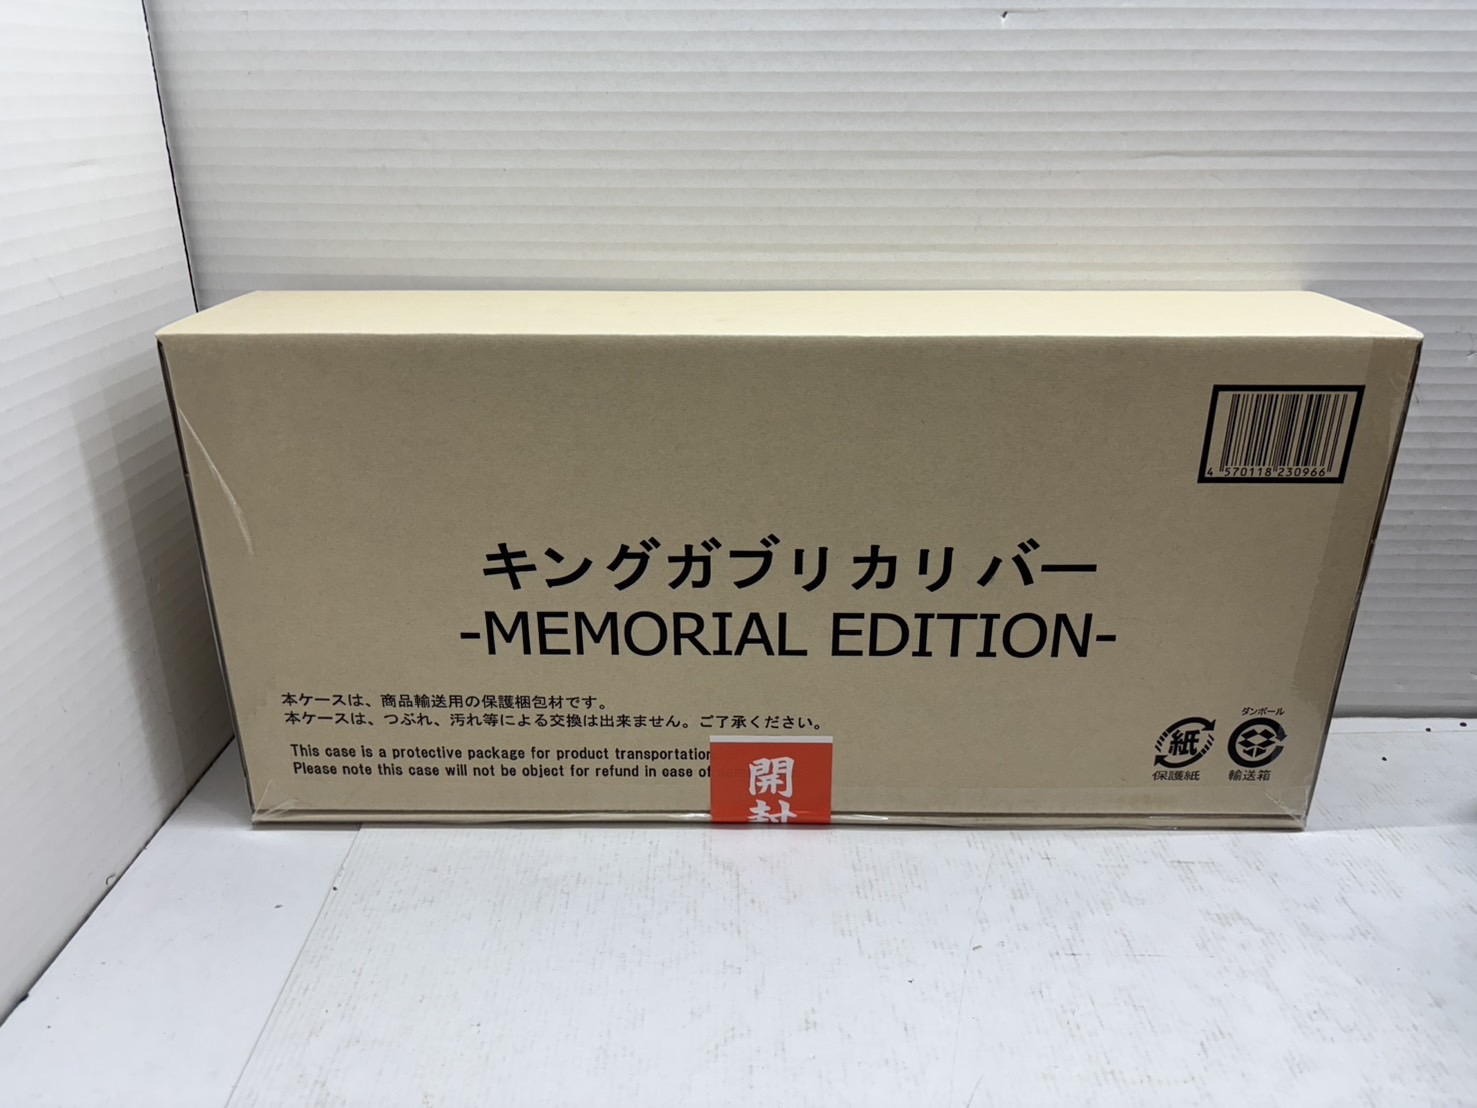 4 570118 230966
キングガブリカリバー
-MEMORIAL EDITION-
本ケースは、商品輸送用の保護梱包材です。
本ケースは、つぶれ、汚れ等による交換は出来ません。ご了承ください。
This case is a protective package for product transportation
Please note this case will not be object for refund in case of
開封
紙
保護紙
ダンボール
輸送箱